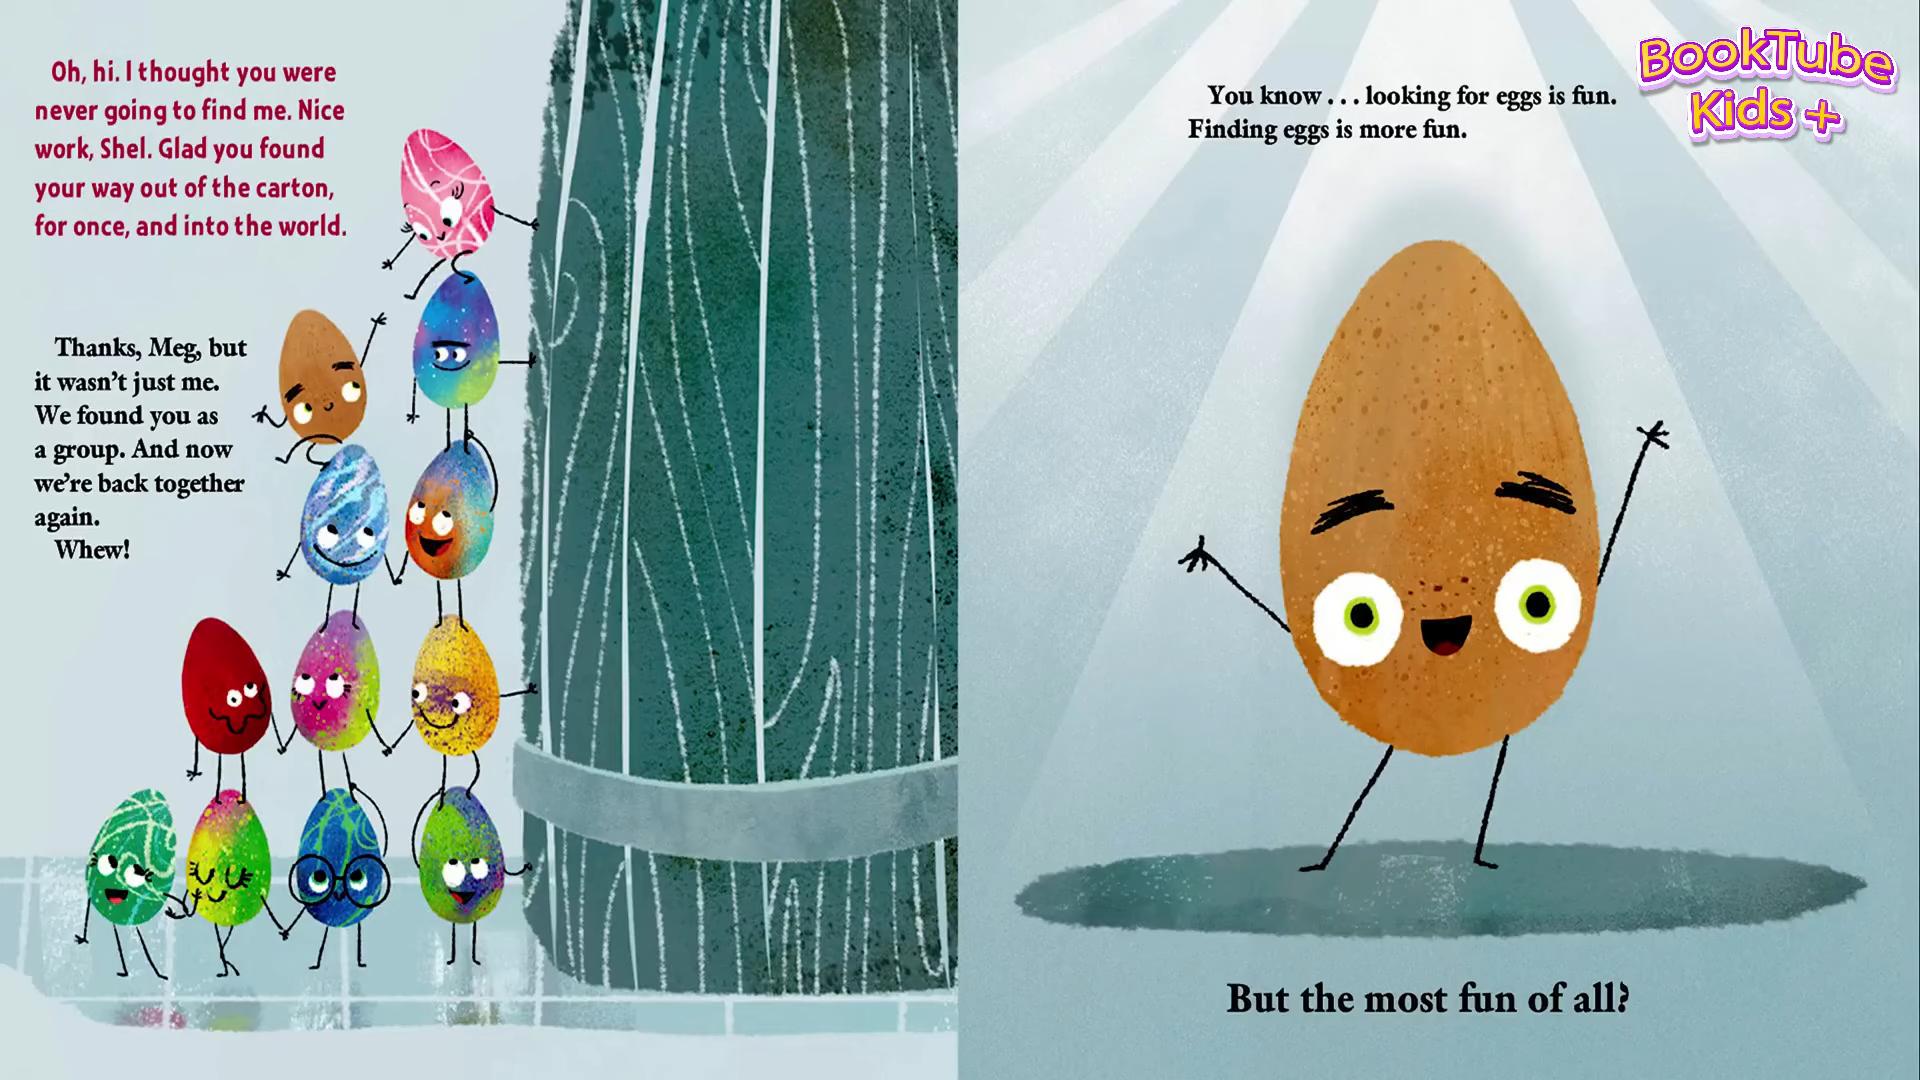 Oh, hi. I thought you were
never going to find me. Nice
work, Shel. Glad you found
your way out of the carton,
for once, and into the world.
Thanks, Meg, but
it wasn't just me.
We found you as
a group. And now
we're back together
again.
Whew!
You know . . . looking for eggs is fun.
Finding eggs is more fun.
But the most fun of all?
BookTube
Kids +